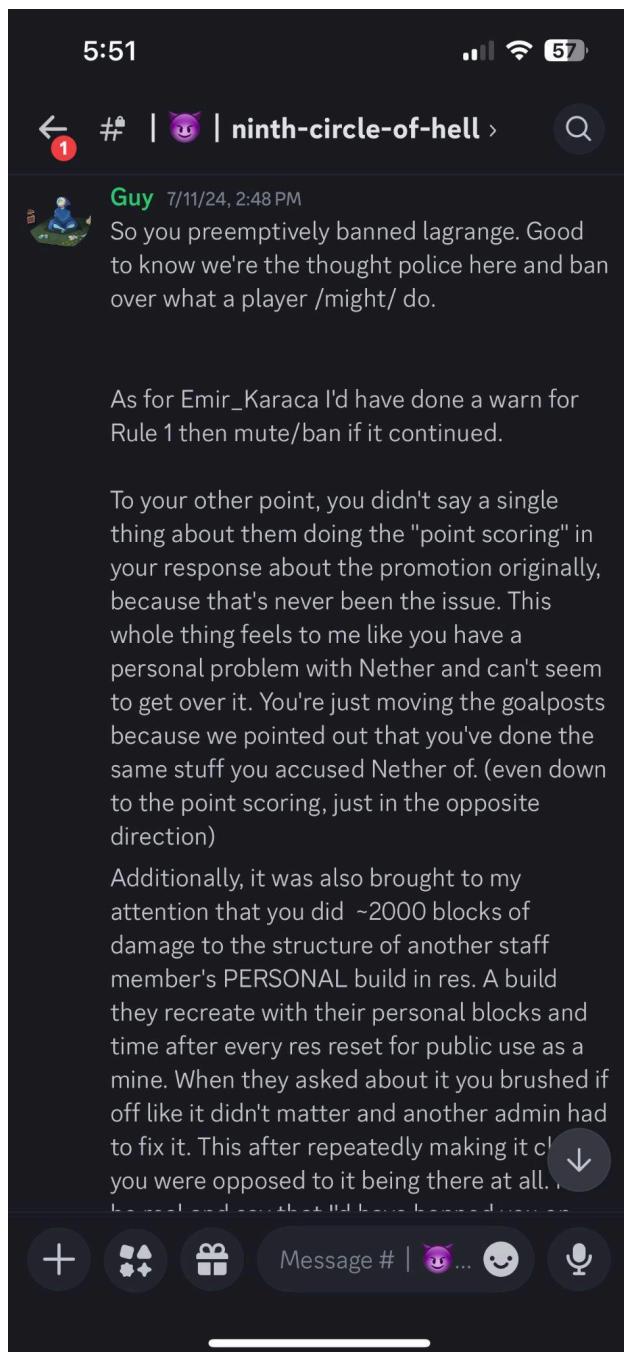 5:51
57
# | 😈 | ninth-circle-of-hell ›
1
Guy 7/11/24, 2:48 PM
So you preemptively banned lagrange. Good
to know we're the thought police here and ban
over what a player /might/ do.
As for Emir_Karaca I'd have done a warn for
Rule 1 then mute/ban if it continued.
To your other point, you didn't say a single
thing about them doing the "point scoring" in
your response about the promotion originally,
because that's never been the issue. This
whole thing feels to me like you have a
personal problem with Nether and can't seem
to get over it. You're just moving the goalposts
because we pointed out that you've done the
same stuff you accused Nether of. (even down
to the point scoring, just in the opposite
direction)
Additionally, it was also brought to my
attention that you did ~2000 blocks of
damage to the structure of another staff
member's PERSONAL build in res. A build
they recreate with their personal blocks and
time after every res reset for public use as a
mine. When they asked about it you brushed if
off like it didn't matter and another admin had
to fix it. This after repeatedly making it
you were opposed to it being there at all.
Message # | 😈...